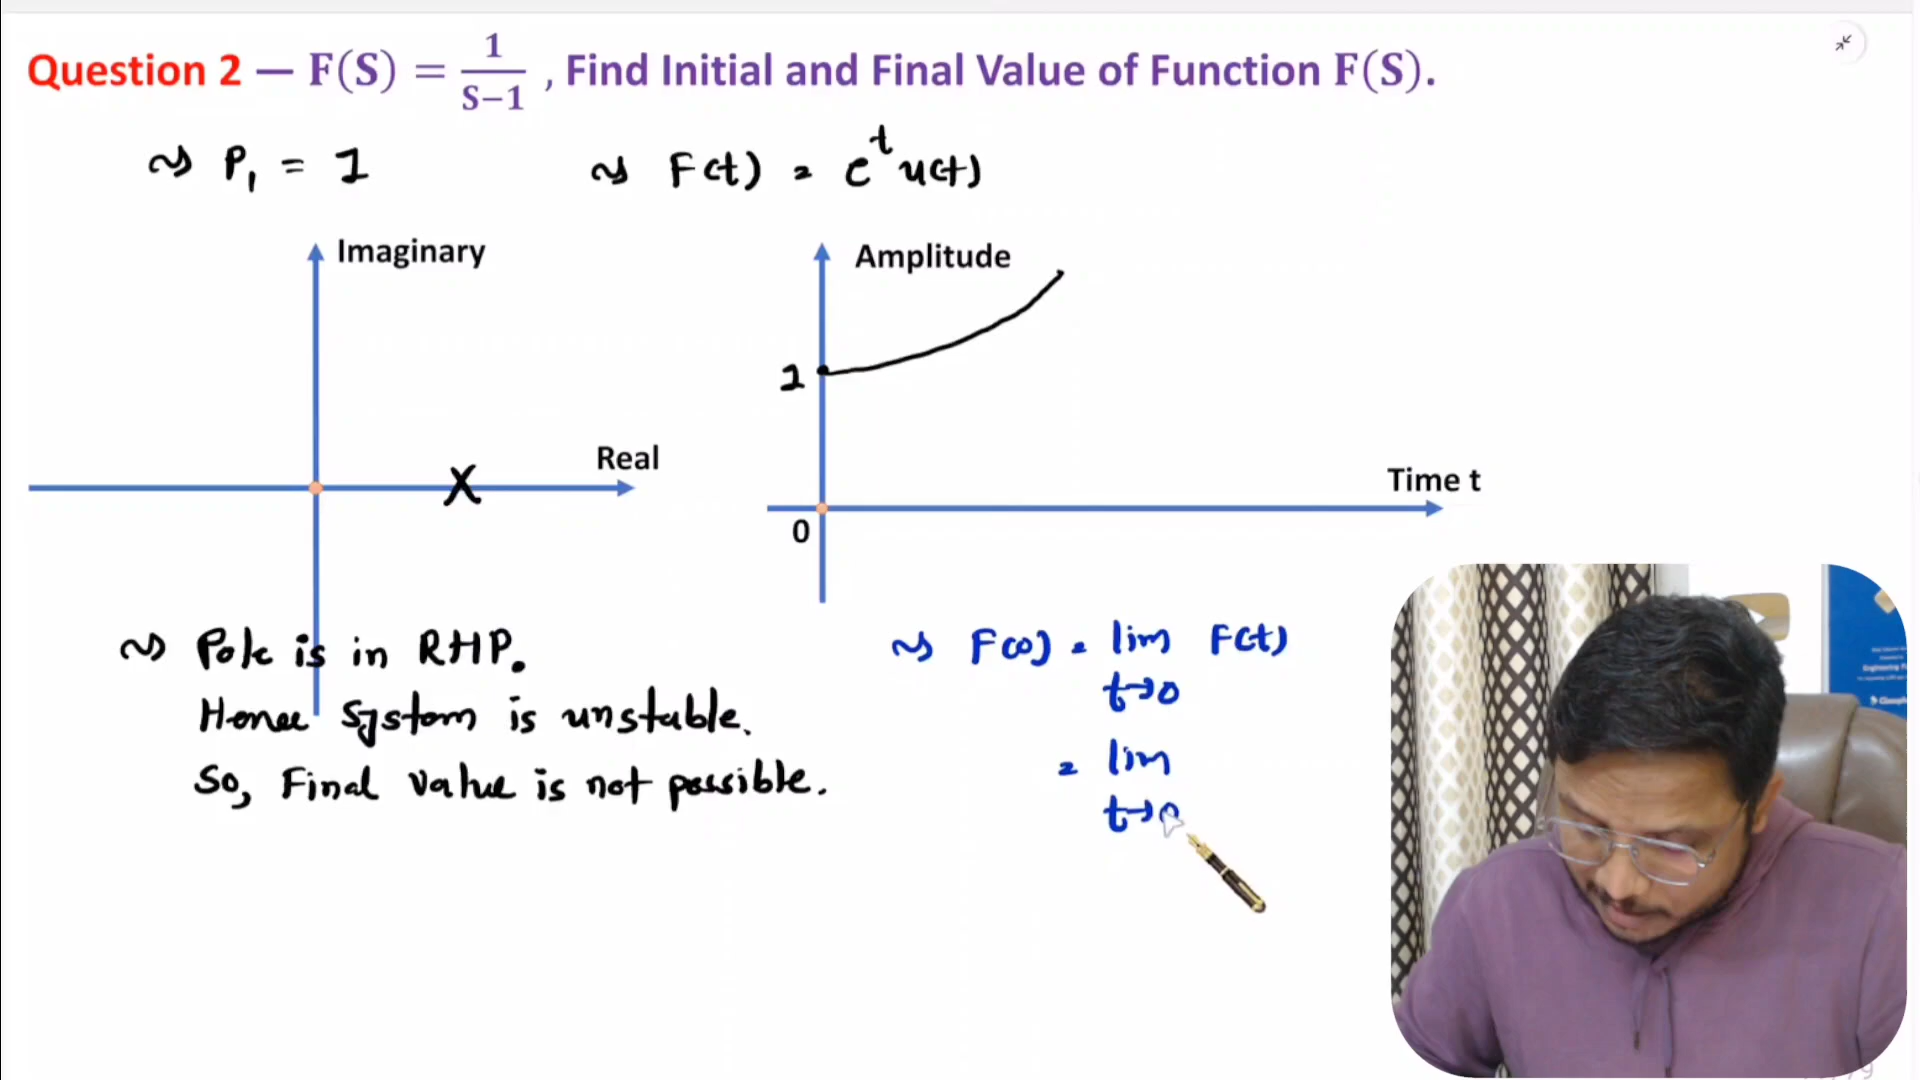 Question 2 — F(S) = 1/S−1 , Find Initial and Final Value of Function F(S).
~> P₁ = 1
~> F(t) = e^t u(t)
Imaginary
Amplitude
1
Real
Time t
0
~> Pole is in RHP.
Hence System is unstable.
So, Final value is not possible.
~> F(0) = lim F(t)
t→0
= lim
t→0